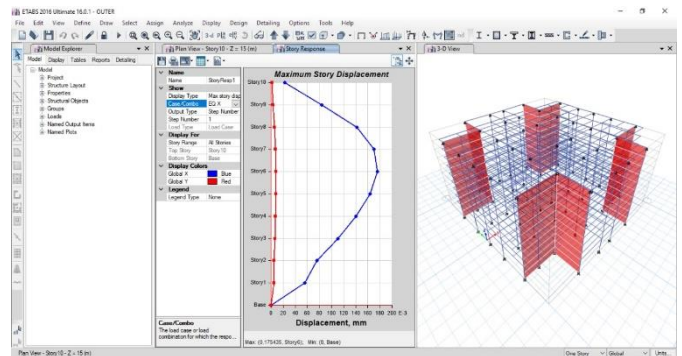 ETABS 2016 Ultimate 16.0.1 - OUTER
File Edit View Define Draw Select Assign Analyze Display Design Detailing Options Tools Help
Model Explorer
Model Display Tables Reports Detailing
Model
Project
Structure Layout
Properties
Structural Objects
Groups
Loads
Named Output Items
Named Plots
Plan View - Story10 - Z = 15 (m)
Story Response
3-D View
Name
Name StoryResp1
Show
Display Type Max story disp
Case/Combo EQ X
Output Type Step Number
Step Number 1
Load Type Load Case
Display For
Story Range All Stories
Top Story Story10
Bottom Story Base
Display Colors
Global X Blue
Global Y Red
Legend
Legend Type None
Case/Combo
The load case or load
combination for which the respo...
Maximum Story Displacement
Story10
Story9
Story8
Story7
Story6
Story5
Story4
Story3
Story2
Story1
Base
0 20 40 60 80 100 120 140 160 180 200 E-3
Displacement, mm
Story6); Min: (0, Base)
Plan View - Story10 - Z = 15 (m)
One Story Global Units...